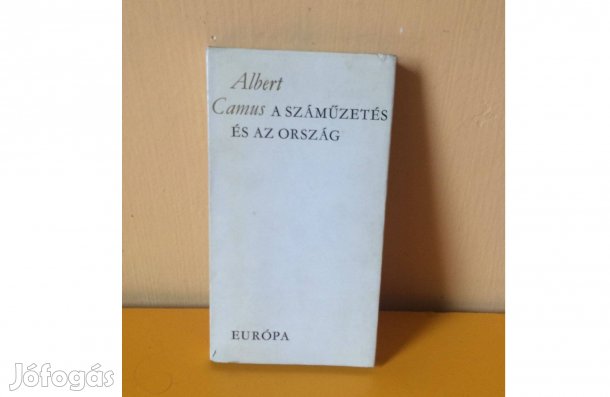 Albert
Camus A SZÁMŰZETÉS
ÉS AZ ORSZÁG
EURÓPA
Jófogás